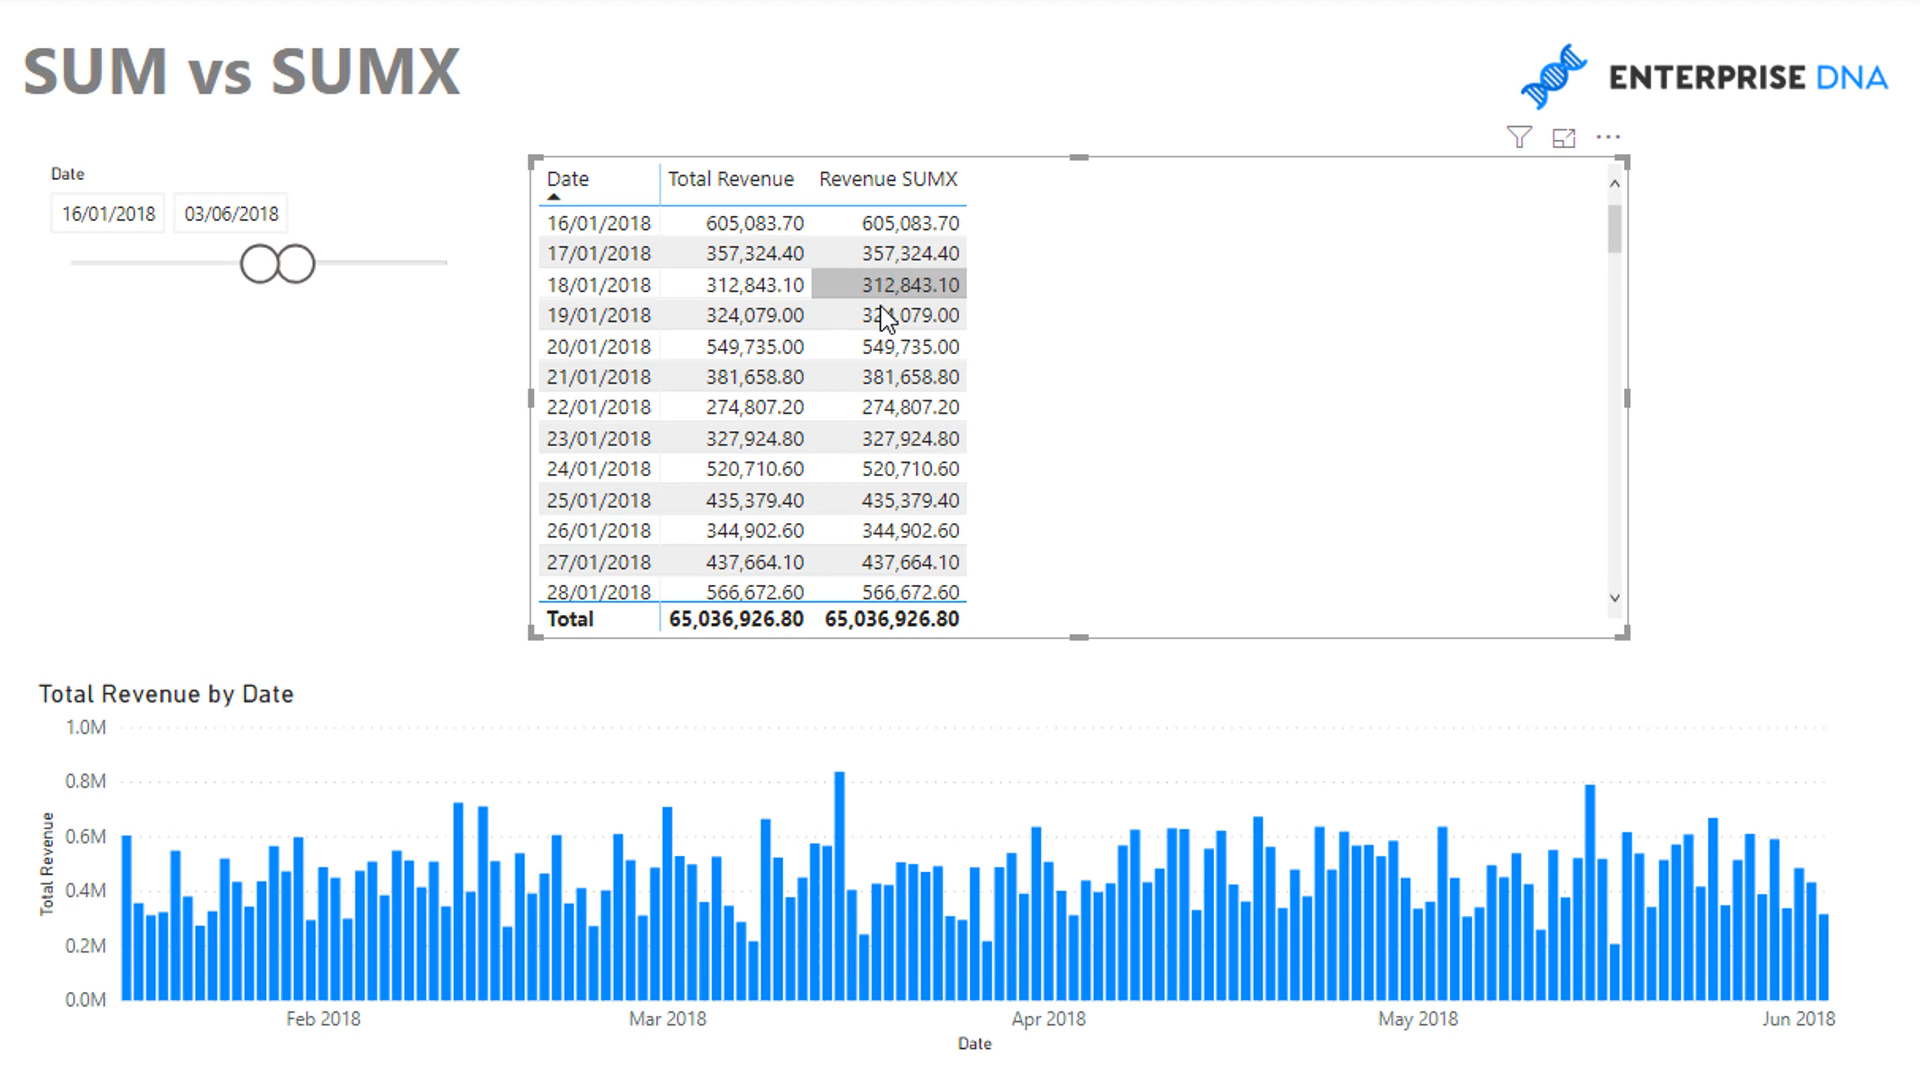 SUM vs SUMX
ENTERPRISE DNA
Date
16/01/2018 03/06/2018
Date Total Revenue Revenue SUMX
16/01/2018 605,083.70 605,083.70
17/01/2018 357,324.40 357,324.40
18/01/2018 312,843.10 312,843.10
19/01/2018 324,079.00 324,079.00
20/01/2018 549,735.00 549,735.00
21/01/2018 381,658.80 381,658.80
22/01/2018 274,807.20 274,807.20
23/01/2018 327,924.80 327,924.80
24/01/2018 520,710.60 520,710.60
25/01/2018 435,379.40 435,379.40
26/01/2018 344,902.60 344,902.60
27/01/2018 437,664.10 437,664.10
28/01/2018 566,672.60 566,672.60
Total 65,036,926.80 65,036,926.80
Total Revenue by Date
1.0M
0.8M
0.6M
0.4M
0.2M
0.0M
Total Revenue
Feb 2018 Mar 2018 Apr 2018 May 2018 Jun 2018
Date